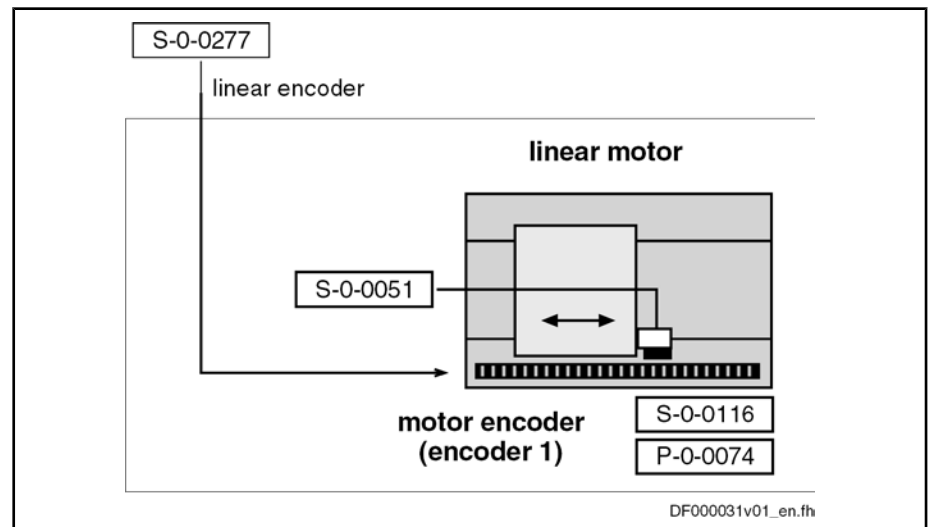 S-0-0277
linear encoder
linear motor
S-0-0051
motor encoder
(encoder 1)
S-0-0116
P-0-0074
DF000031v01_en.fh